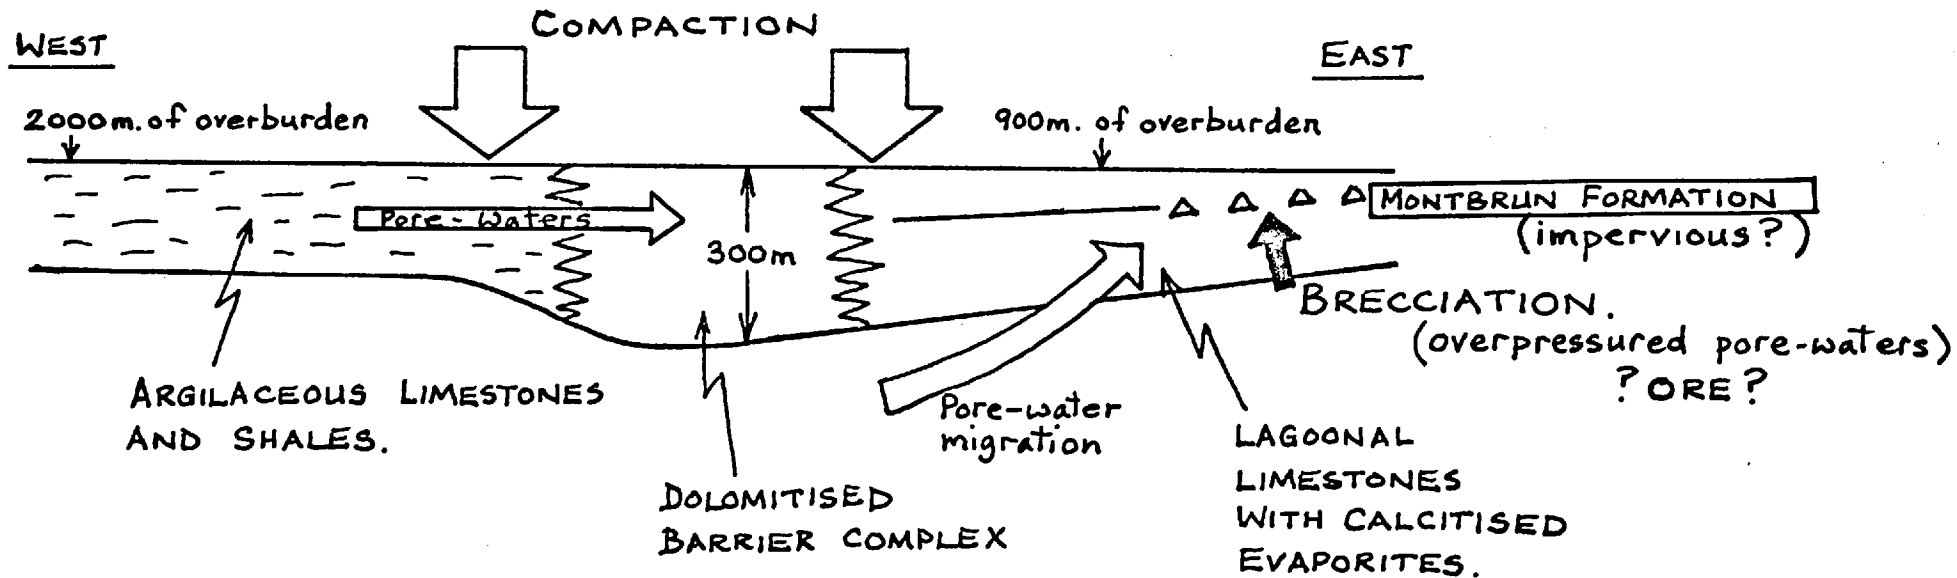 COMPACTION
WEST
EAST
2000m. of overburden
900m. of overburden
Pore-Waters
300m
MONTBRUN FORMATION
(impervious?)
BRECCIATION.
(overpressured pore-waters)
?ORE?
ARGILACEOUS LIMESTONES
AND SHALES.
Pore-water
migration
DOLOMITISED
BARRIER COMPLEX
LAGOONAL
LIMESTONES
WITH CALCITISED
EVAPORITES.